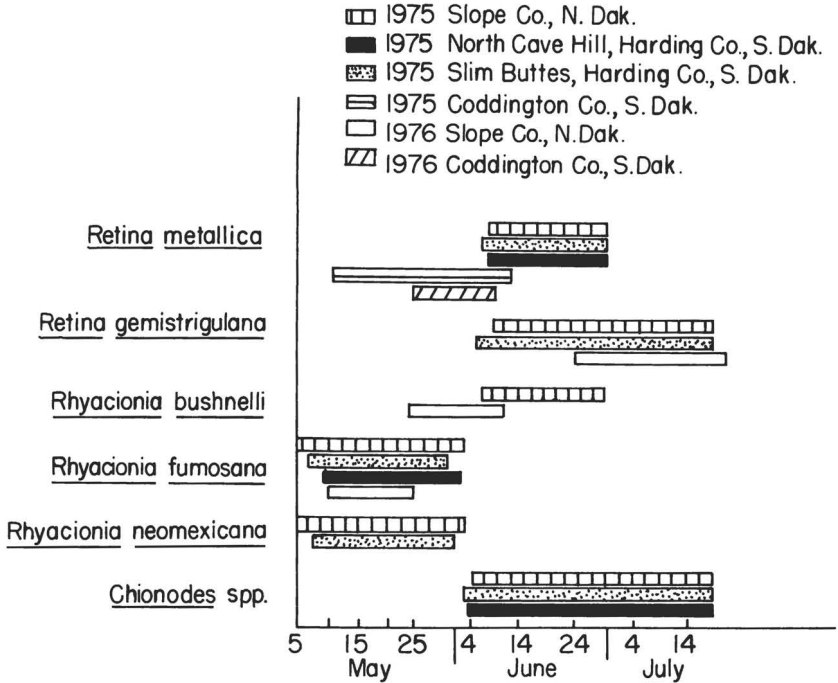 1975 Slope Co., N. Dak.
1975 North Cave Hill, Harding Co., S. Dak.
1975 Slim Buttes, Harding Co., S. Dak.
1975 Coddington Co., S. Dak.
1976 Slope Co., N.Dak.
1976 Coddington Co., S.Dak.
Retina metallica
Retina gemistrigulana
Rhyacionia bushnelli
Rhyacionia fumosana
Rhyacionia neomexicana
Chionodes spp.
5 15 25 4 14 24 4 14
May June July